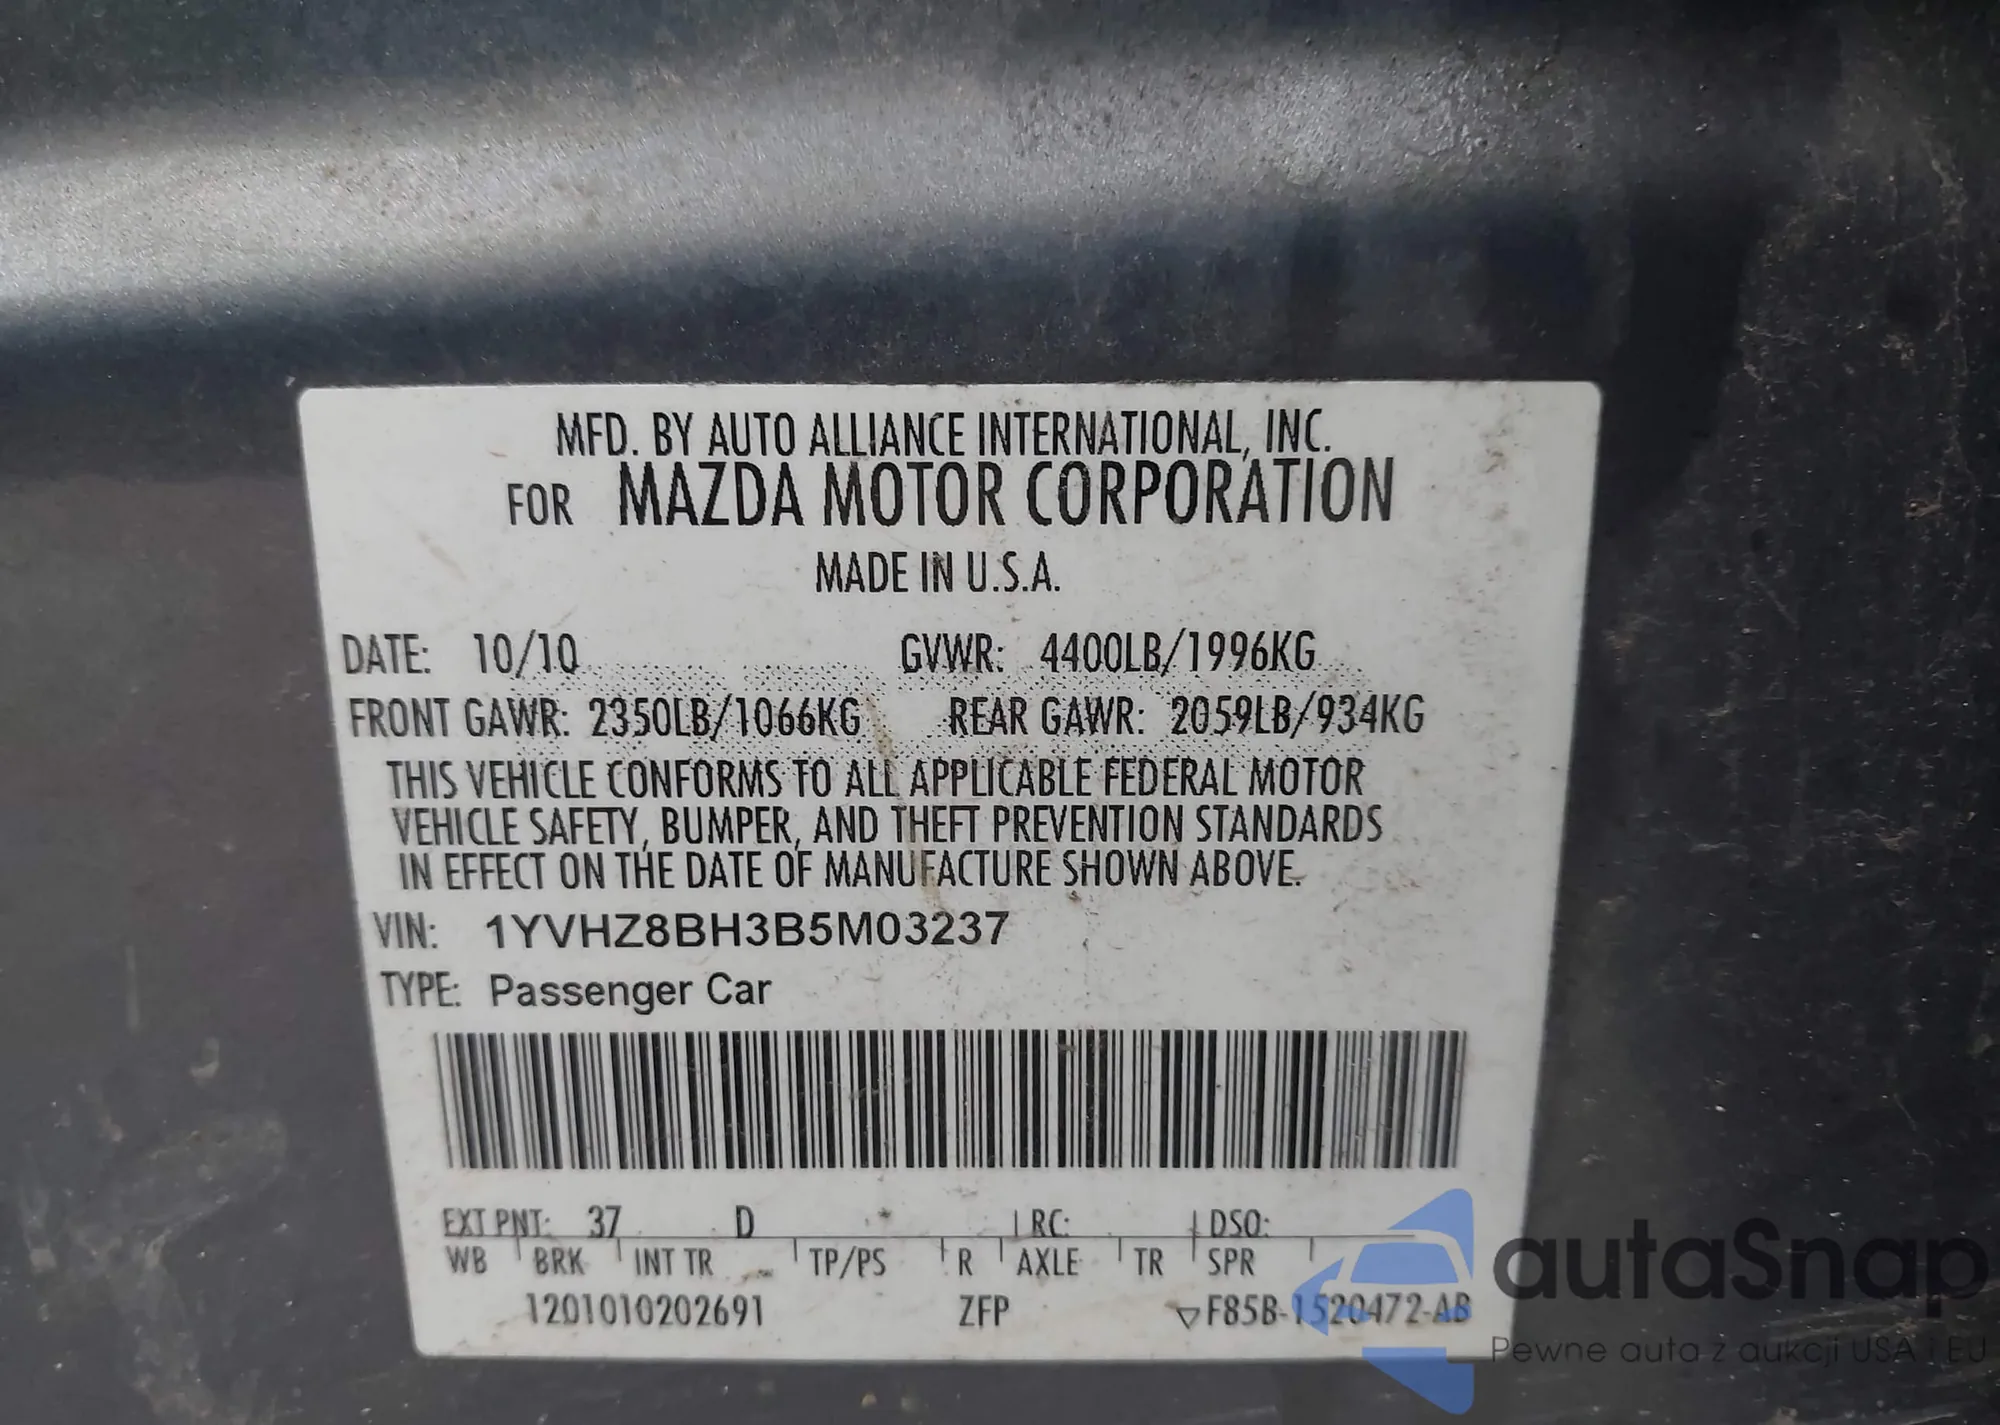 MFD. BY AUTO ALLIANCE INTERNATIONAL, INC.
FOR MAZDA MOTOR CORPORATION
MADE IN U.S.A.
DATE: 10/10 GVWR: 4400LB/1996KG
FRONT GAWR: 2350LB/1066KG REAR GAWR: 2059LB/934KG
THIS VEHICLE CONFORMS TO ALL APPLICABLE FEDERAL MOTOR
VEHICLE SAFETY, BUMPER, AND THEFT PREVENTION STANDARDS
IN EFFECT ON THE DATE OF MANUFACTURE SHOWN ABOVE.
VIN: 1YVHZ8BH3B5M03237
TYPE: Passenger Car
EXT PNT: 37 D RC: DSO:
WB BRK INT TR TP/PS R AXLE TR SPR
1201010202691 ZFP F85B-1520472-AB
autaSnap
Pewne auta z aukcji USA i EU